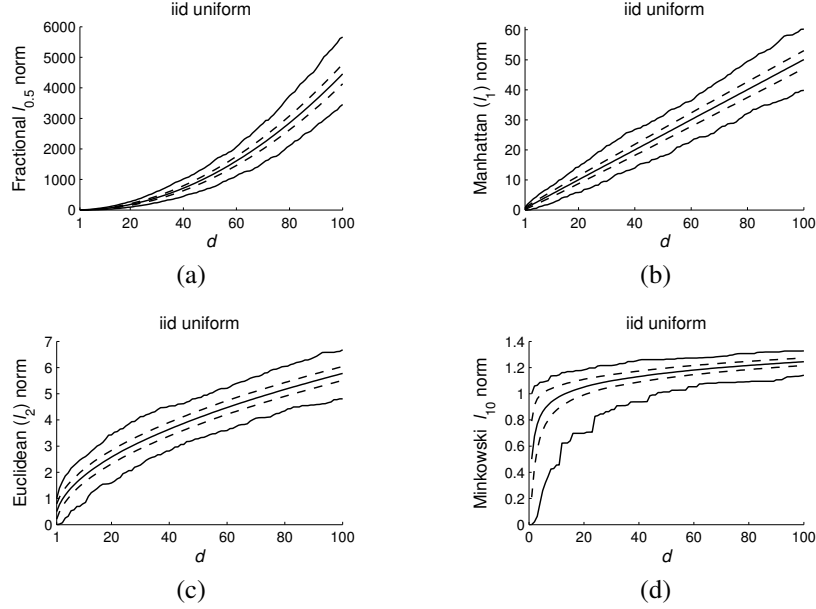 iid uniform
Fractional l0.5 norm
6000
5000
4000
3000
2000
1000
0
1 20 40 60 80 100
d
(a)
iid uniform
Manhattan (l1) norm
60
50
40
30
20
10
0
1 20 40 60 80 100
d
(b)
iid uniform
Euclidean (l2) norm
7
6
5
4
3
2
1
0
1 20 40 60 80 100
d
(c)
iid uniform
Minkowski l10 norm
1.4
1.2
1
0.8
0.6
0.4
0.2
0
0 20 40 60 80 100
d
(d)